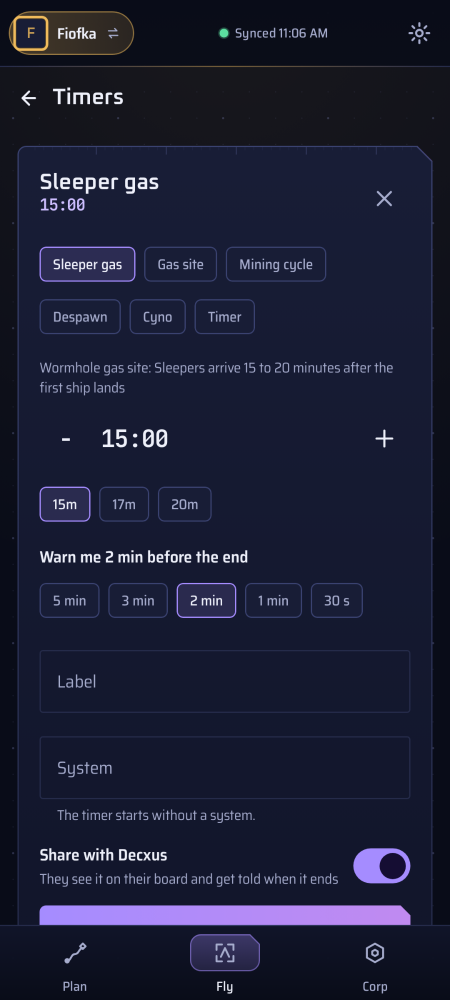 F Fiofka
Synced 11:06 AM
Timers
Sleeper gas
15:00
Sleeper gas Gas site Mining cycle
Despawn Cyno Timer
Wormhole gas site: Sleepers arrive 15 to 20 minutes after the
first ship lands
- 15:00 +
15m 17m 20m
Warn me 2 min before the end
5 min 3 min 2 min 1 min 30 s
Label
System
The timer starts without a system.
Share with Decxus
They see it on their board and get told when it ends
Plan Fly Corp